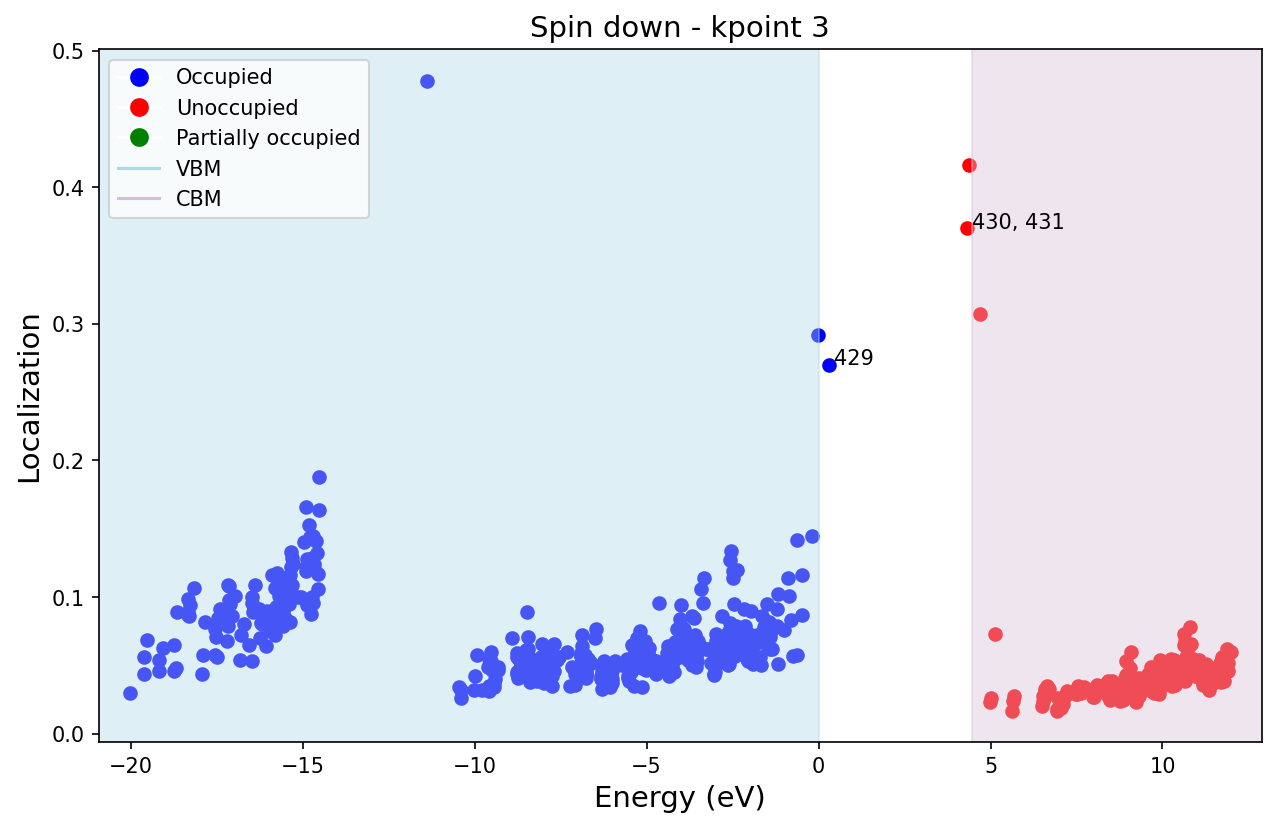 Spin down - kpoint 3
Localization
0.5
0.4
0.3
0.2
0.1
0.0
Occupied
Unoccupied
Partially occupied
VBM
CBM
430, 431
429
−20
−15
−10
−5
0
5
10
Energy (eV)